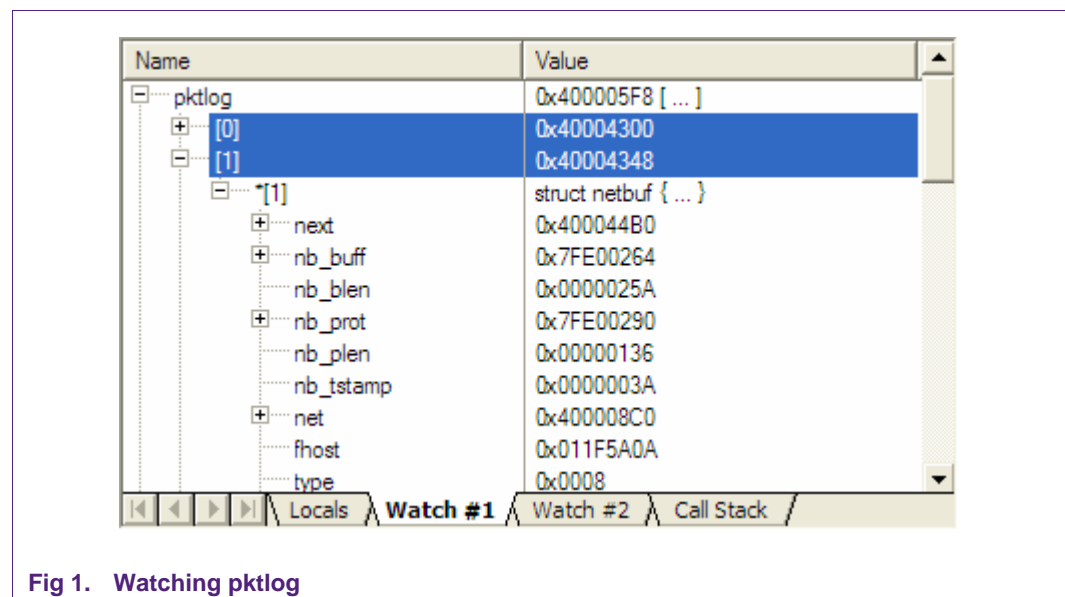 Name Value
pktlog 0x400005F8 [ ... ]
[0] 0x40004300
[1] 0x40004348
*[1] struct netbuf { ... }
next 0x400044B0
nb_buff 0x7FE00264
nb_blen 0x0000025A
nb_prot 0x7FE00290
nb_plen 0x00000136
nb_tstamp 0x0000003A
net 0x400008C0
fhost 0x011F5A0A
type 0x0008
Locals Watch #1 Watch #2 Call Stack
Fig 1. Watching pktlog